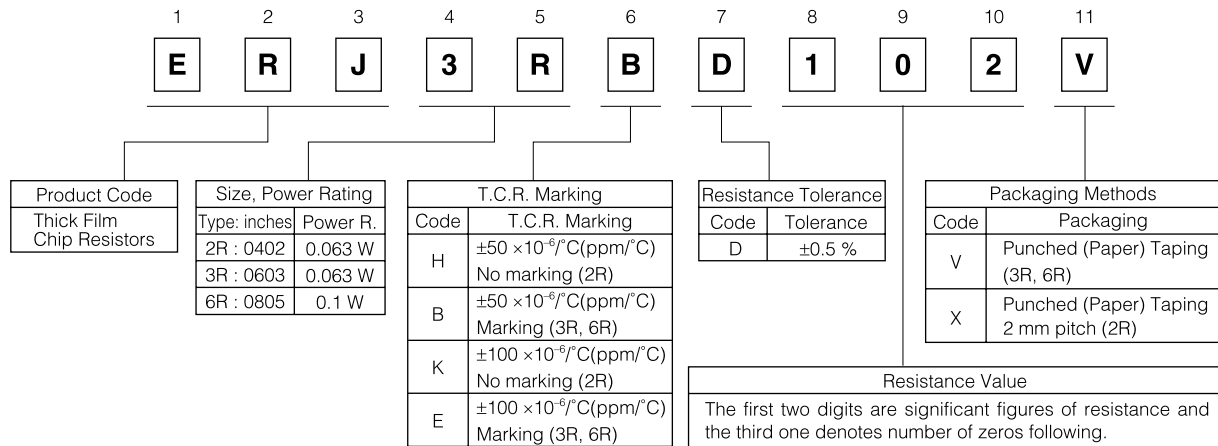 1 2 3 4 5 6 7 8 9 10 11
E R J 3 R B D 1 0 2 V
Product Code
Thick Film
Chip Resistors
Size, Power Rating
Type: inches Power R.
2R : 0402 0.063 W
3R : 0603 0.063 W
6R : 0805 0.1 W
T.C.R. Marking
Code T.C.R. Marking
H ±50 ×10⁻⁶/°C(ppm/°C)
No marking (2R)
B ±50 ×10⁻⁶/°C(ppm/°C)
Marking (3R, 6R)
K ±100 ×10⁻⁶/°C(ppm/°C)
No marking (2R)
E ±100 ×10⁻⁶/°C(ppm/°C)
Marking (3R, 6R)
Resistance Tolerance
Code Tolerance
D ±0.5 %
Packaging Methods
Code Packaging
V Punched (Paper) Taping
(3R, 6R)
X Punched (Paper) Taping
2 mm pitch (2R)
Resistance Value
The first two digits are significant figures of resistance and
the third one denotes number of zeros following.